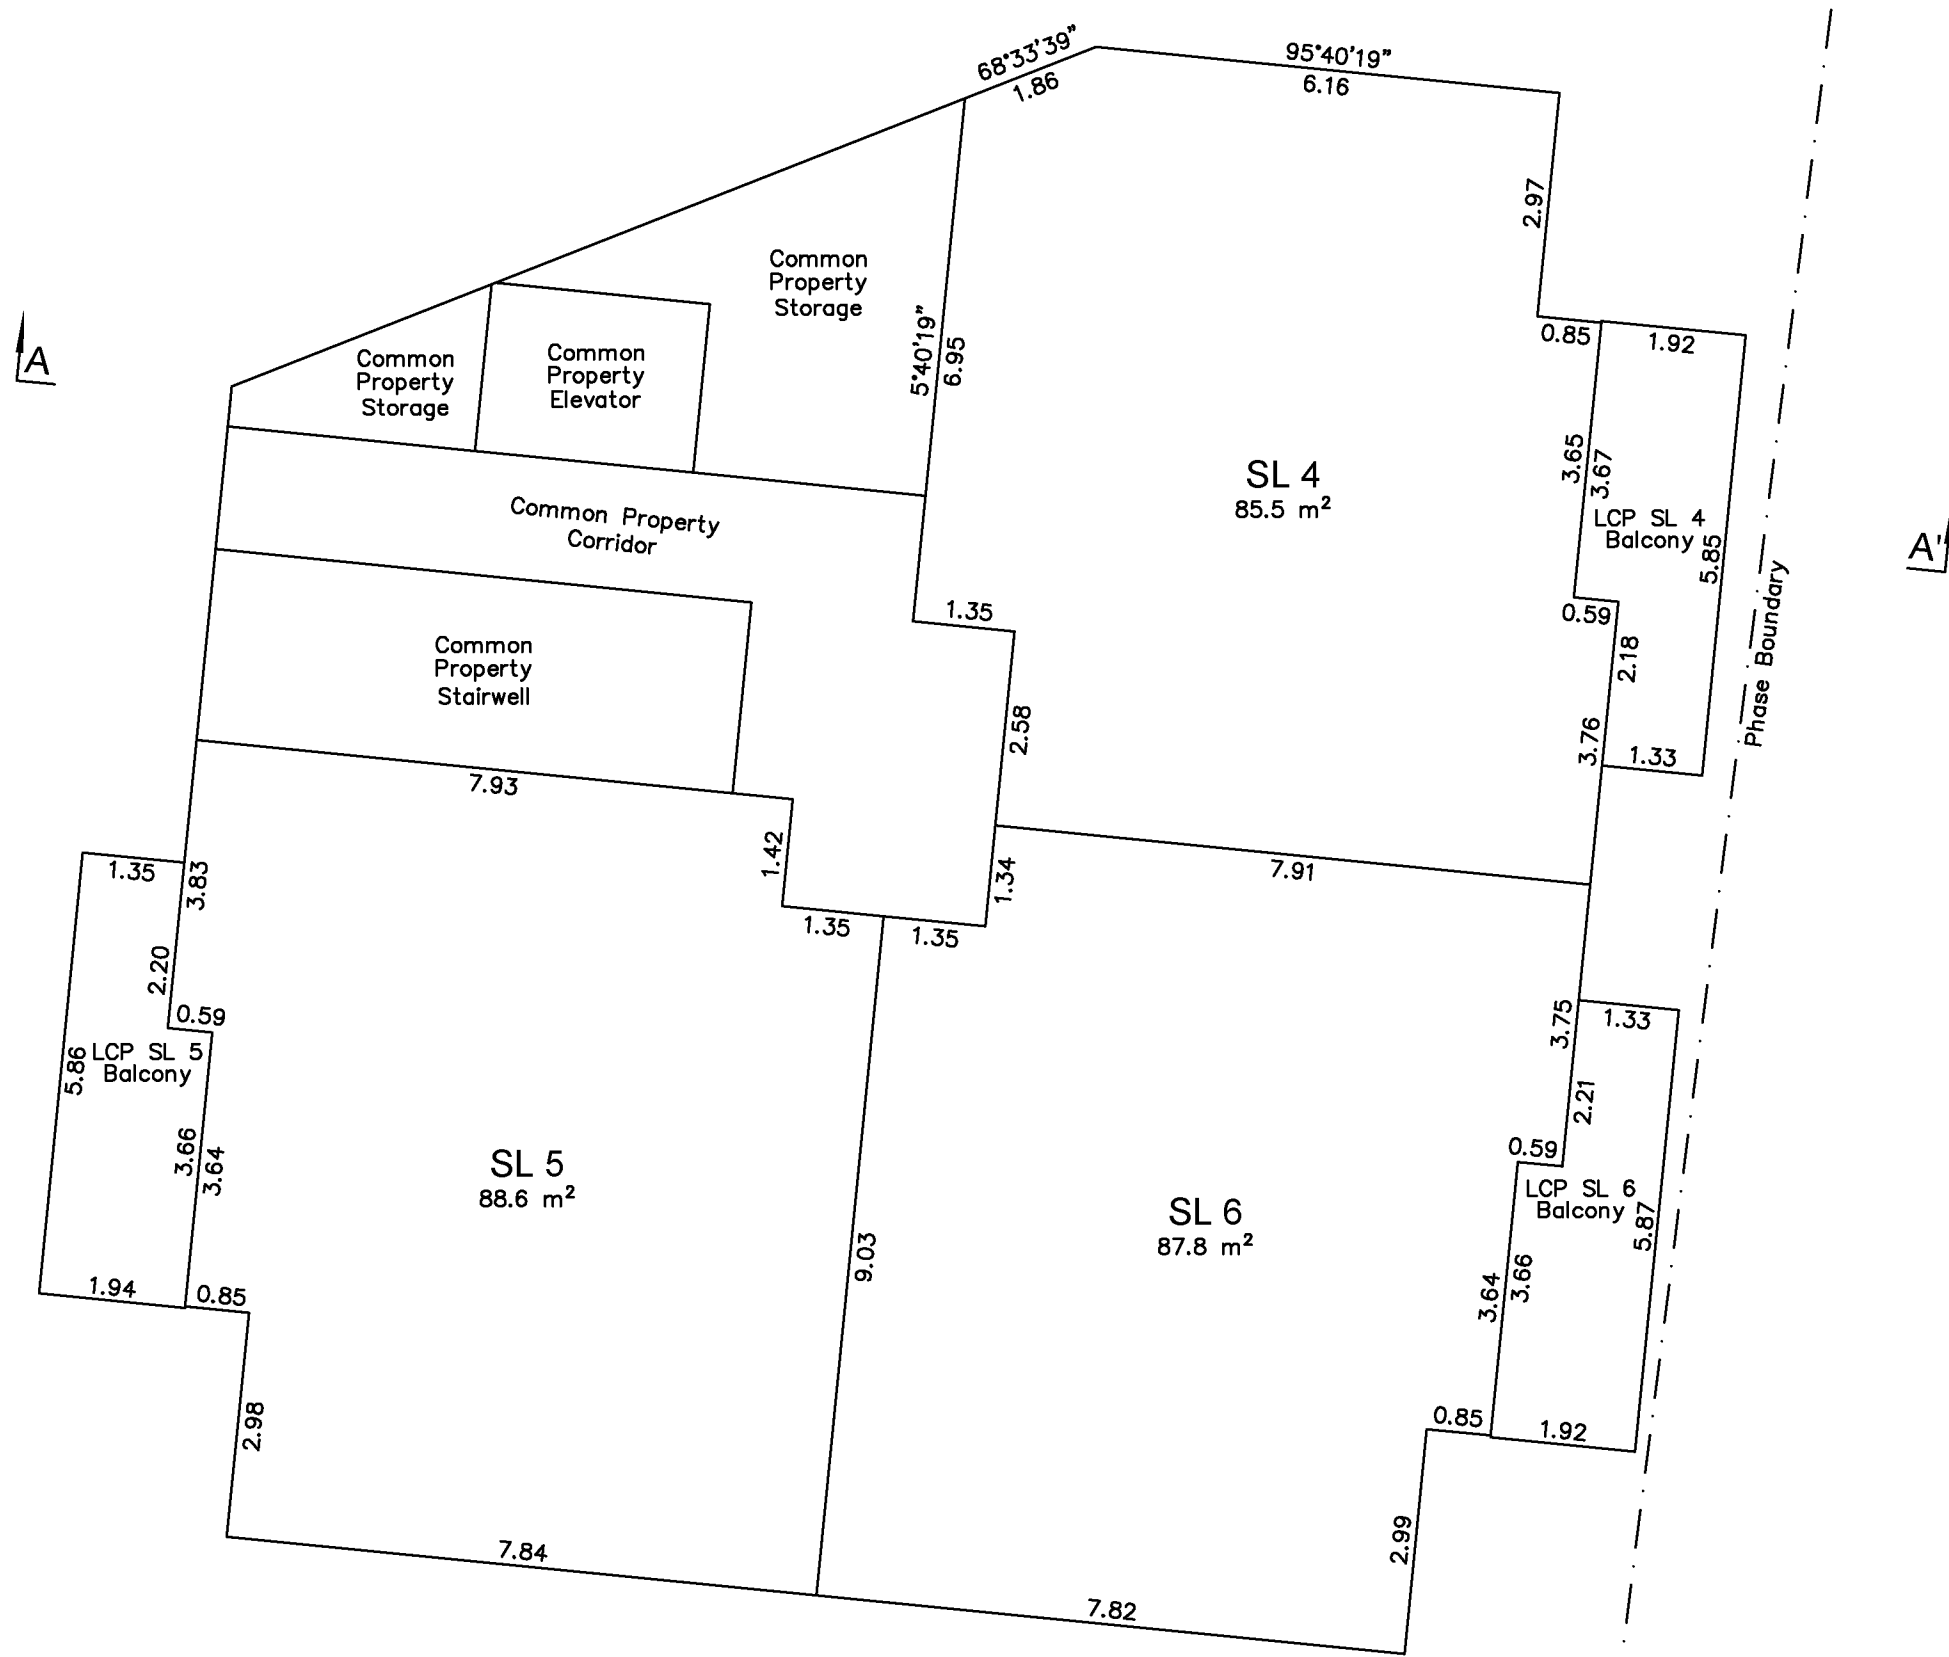 68°33'39"
1.86
95°40'19"
6.16
2.97
0.85
1.92
Common
Property
Storage
5°40'19"
6.95
A
Common
Property
Storage
Common
Property
Elevator
SL 4
85.5 m²
3.65
3.67
LCP SL 4
Balcony
5.85
A'
Common Property
Corridor
1.35
0.59
2.18
Phase Boundary
Common
Property
Stairwell
2.58
3.76
1.33
7.93
1.42
1.34
7.91
1.35
3.83
1.35
1.35
2.20
0.59
LCP SL 5
Balcony
5.86
3.75
1.33
2.21
0.59
3.66
3.64
SL 5
88.6 m²
SL 6
87.8 m²
LCP SL 6
Balcony
5.87
9.03
3.64
3.66
1.94
0.85
2.98
0.85
1.92
2.99
7.84
7.82